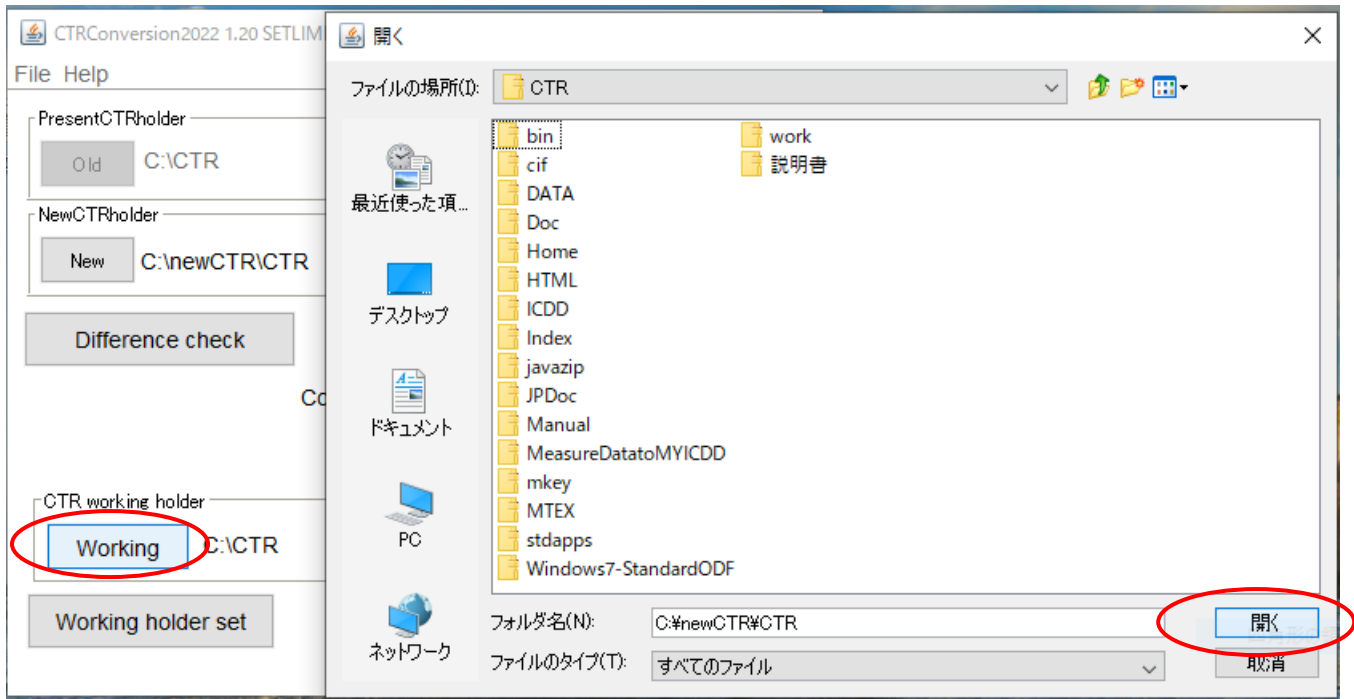 CTRConversion2022 1.20 SETLIM
File Help
PresentCTRholder
Old C:\CTR
NewCTRholder
New C:\newCTR\CTR
Difference check
Co
CTR working holder
Working C:\CTR
Working holder set
開く
ファイルの場所(I): CTR
最近使った項...
デスクトップ
ドキュメント
PC
ネットワーク
bin
cif
DATA
Doc
Home
HTML
ICDD
Index
javazip
JPDoc
Manual
MeasureDatatoMYICDD
mkey
MTEX
stdapps
Windows7-StandardODF
work
説明書
フォルダ名(N): C:¥newCTR¥CTR
開く
ファイルのタイプ(T): すべてのファイル
取消